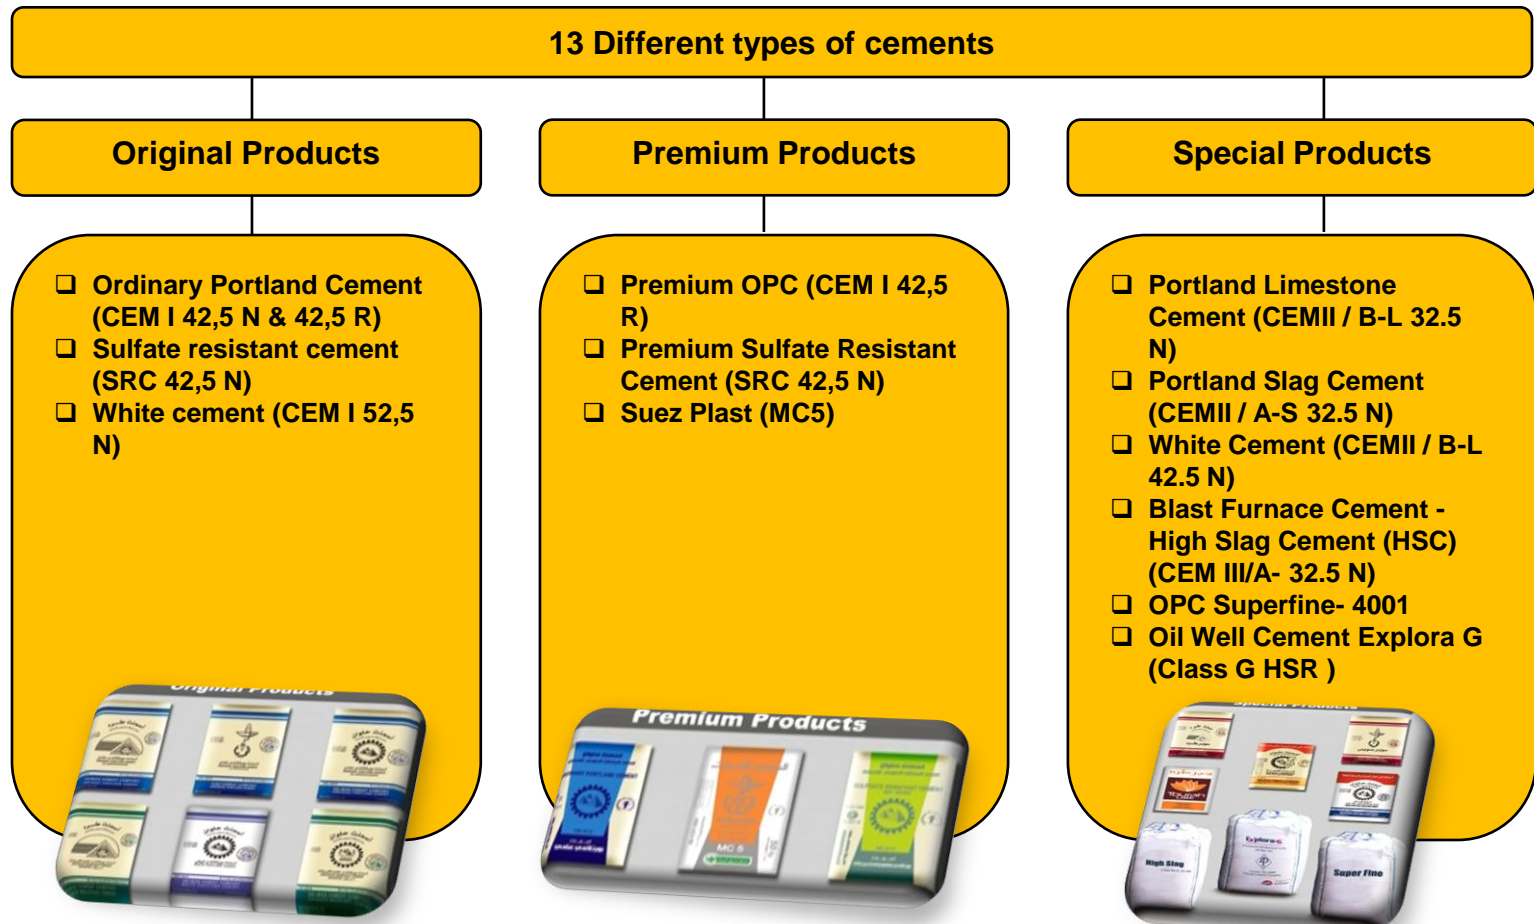 13 Different types of cements
Original Products
❑ Ordinary Portland Cement
(CEM I 42,5 N & 42,5 R)
❑ Sulfate resistant cement
(SRC 42,5 N)
❑ White cement (CEM I 52,5
N)
Original Products
Premium Products
❑ Premium OPC (CEM I 42,5
R)
❑ Premium Sulfate Resistant
Cement (SRC 42,5 N)
❑ Suez Plast (MC5)
Premium Products
MC 5
Special Products
❑ Portland Limestone
Cement (CEMII / B-L 32.5
N)
❑ Portland Slag Cement
(CEMII / A-S 32.5 N)
❑ White Cement (CEMII / B-L
42.5 N)
❑ Blast Furnace Cement -
High Slag Cement (HSC)
(CEM III/A- 32.5 N)
❑ OPC Superfine- 4001
❑ Oil Well Cement Explora G
(Class G HSR )
Special Products
High Slag
Explora-G
Super Fine